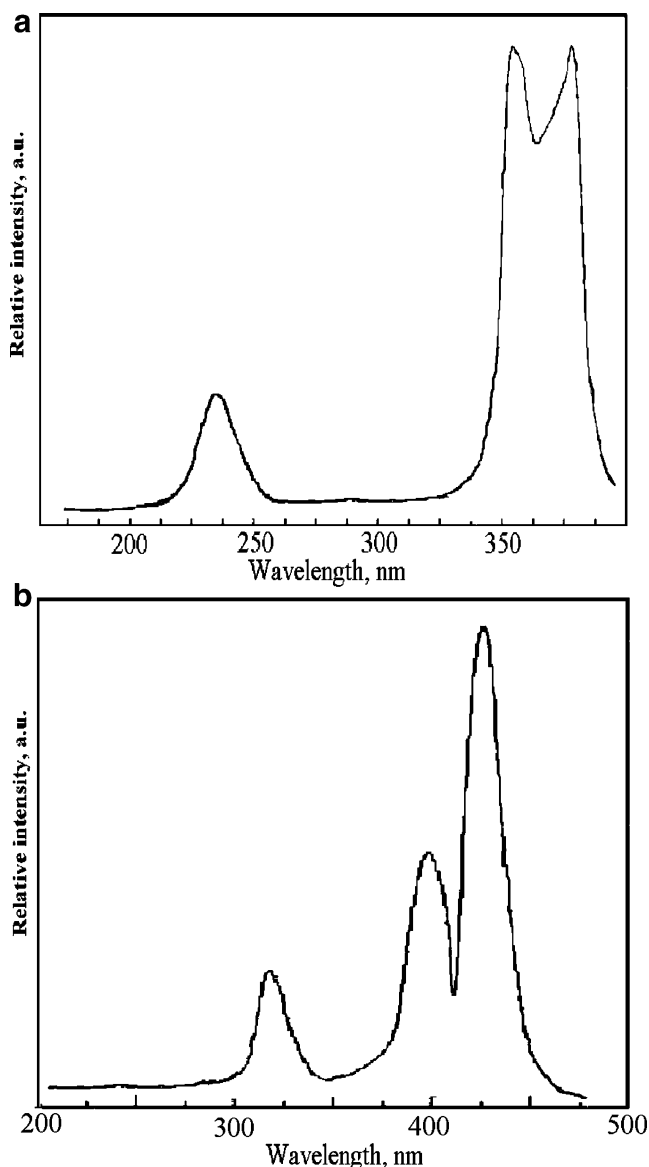 a
Relative intensity, a.u.
200 250 300 350
Wavelength, nm
b
Relative intensity, a.u.
200 300 400 500
Wavelength, nm